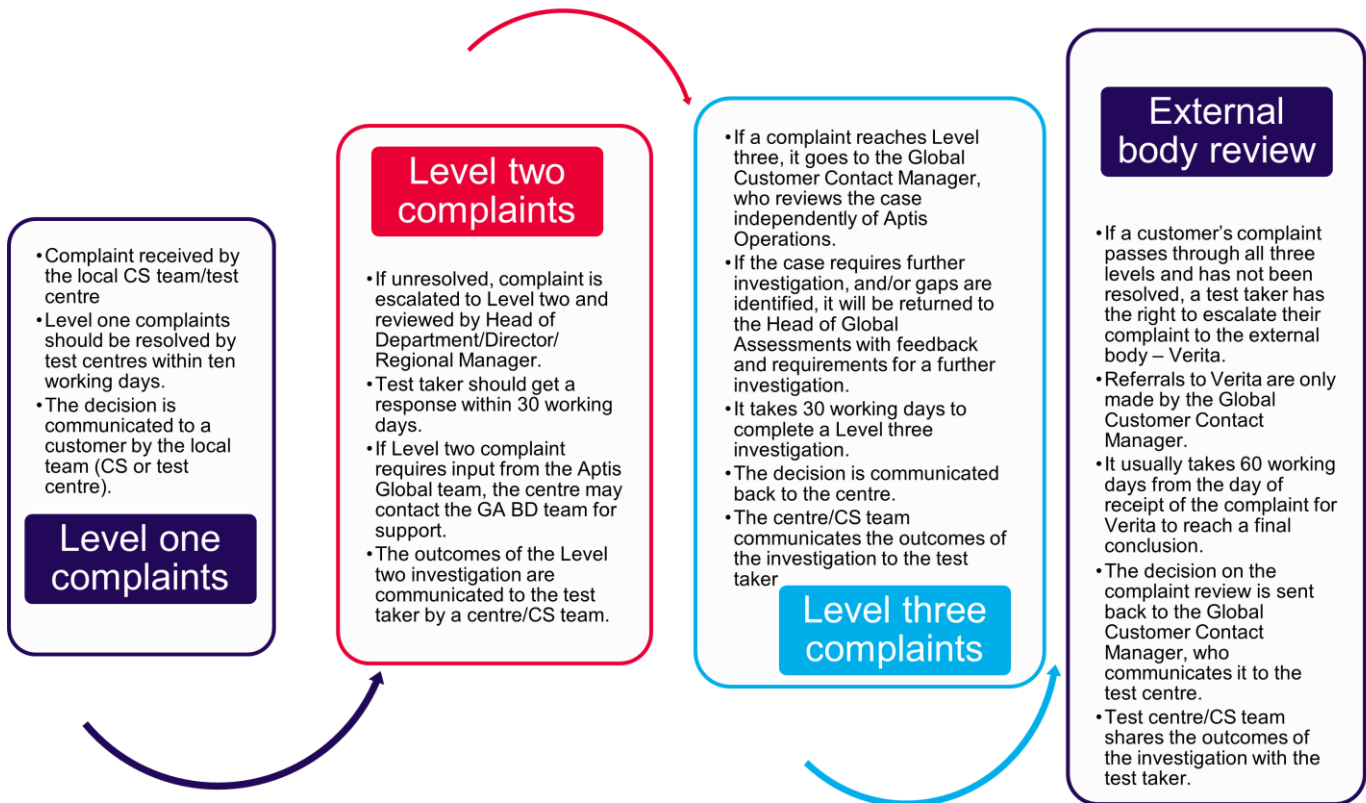 •Complaint received by
the local CS team/test
centre
•Level one complaints
should be resolved by
test centres within ten
working days.
•The decision is
communicated to a
customer by the local
team (CS or test
centre).
Level one
complaints
Level two
complaints
•If unresolved, complaint is
escalated to Level two and
reviewed by Head of
Department/Director/
Regional Manager.
•Test taker should get a
response within 30 working
days.
•If Level two complaint
requires input from the Aptis
Global team, the centre may
contact the GA BD team for
support.
•The outcomes of the Level
two investigation are
communicated to the test
taker by a centre/CS team.
•If a complaint reaches Level
three, it goes to the Global
Customer Contact Manager,
who reviews the case
independently of Aptis
Operations.
•If the case requires further
investigation, and/or gaps are
identified, it will be returned to
the Head of Global
Assessments with feedback
and requirements for a further
investigation.
•It takes 30 working days to
complete a Level three
investigation.
•The decision is communicated
back to the centre.
•The centre/CS team
communicates the outcomes of
the investigation to the test
taker
Level three
complaints
External
body review
•If a customer’s complaint
passes through all three
levels and has not been
resolved, a test taker has
the right to escalate their
complaint to the external
body – Verita.
•Referrals to Verita are only
made by the Global
Customer Contact
Manager.
•It usually takes 60 working
days from the day of
receipt of the complaint for
Verita to reach a final
conclusion.
•The decision on the
complaint review is sent
back to the Global
Customer Contact
Manager, who
communicates it to the
test centre.
•Test centre/CS team
shares the outcomes of
the investigation with the
test taker.